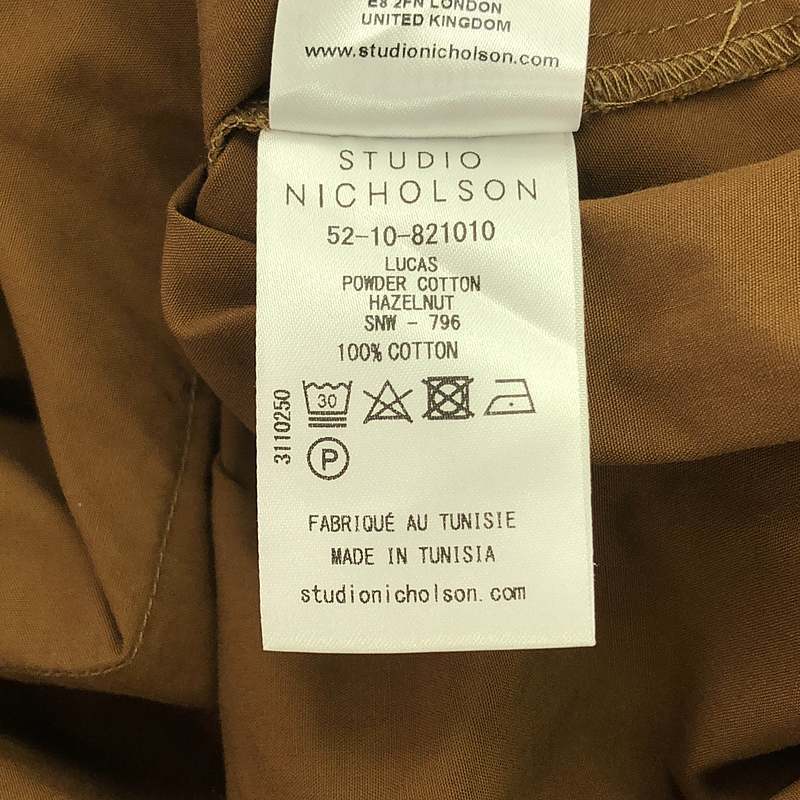 E8 2FN LONDON
UNITED KINGDOM
www.studionicholson.com
STUDIO
NICHOLSON
52-10-821010
LUCAS
POWDER COTTON
HAZELNUT
SNW - 796
100% COTTON
3110250
30
P
FABRIQUÉ AU TUNISIE
MADE IN TUNISIA
studionicholson.com